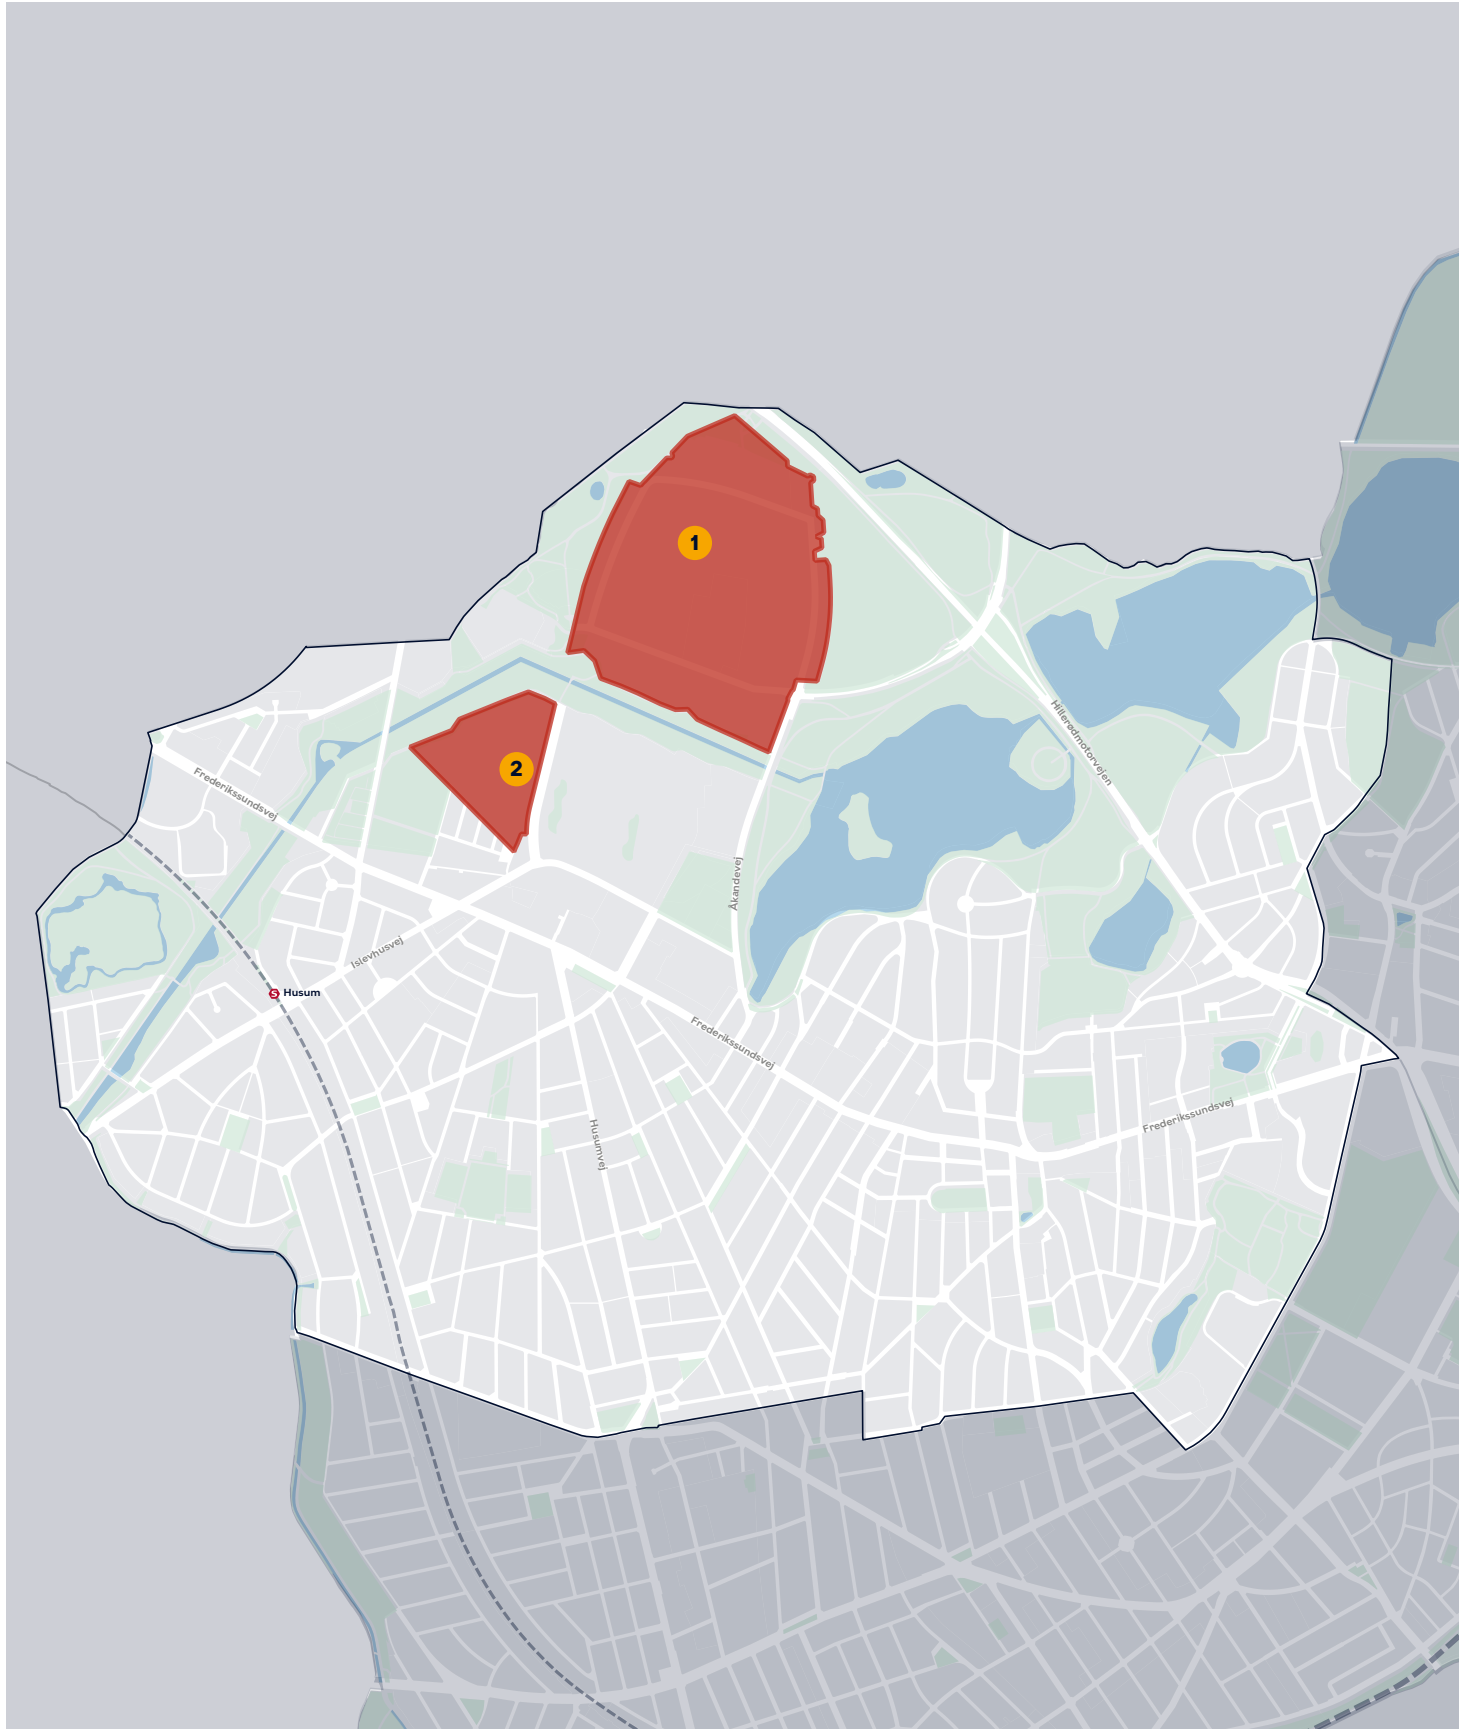 1
Hillerødmotorvejen
2
Frederikssundsvej
Åkandevej
Islevhusvej
S Husum
Frederikssundsvej
Frederikssundsvej
Husumvej